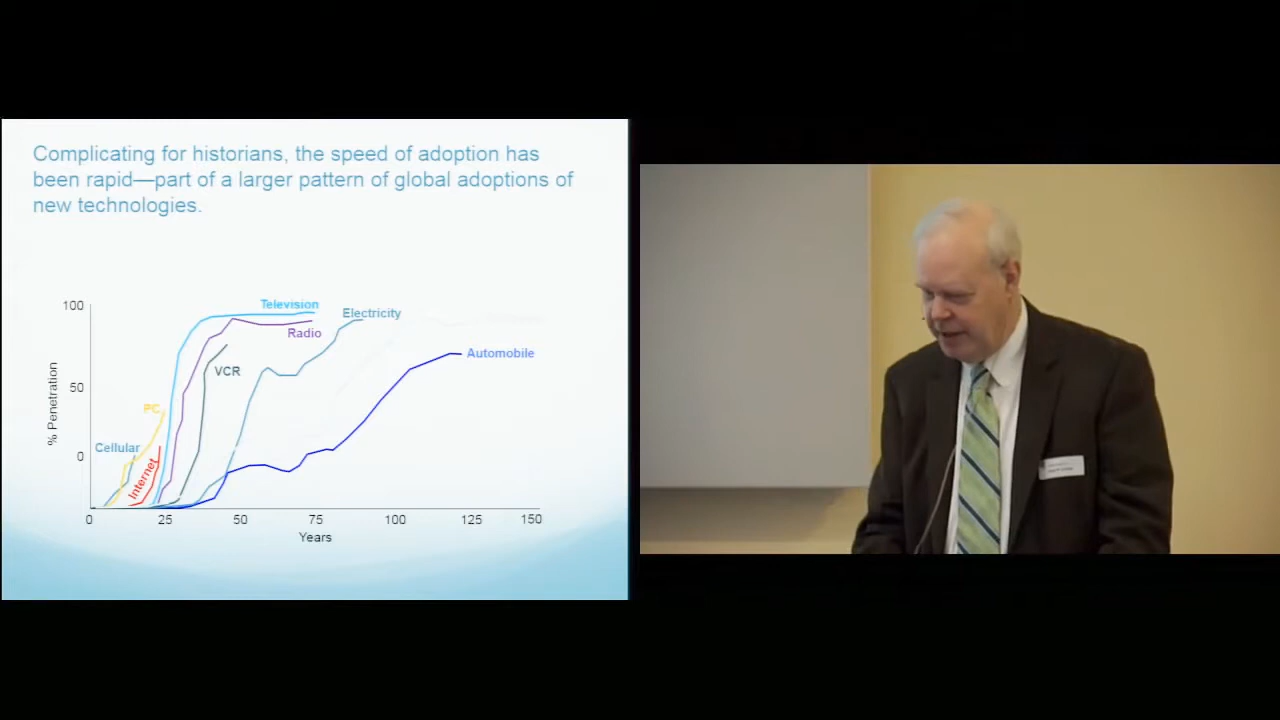 Complicating for historians, the speed of adoption has
been rapid—part of a larger pattern of global adoptions of
new technologies.
100
50
0
% Penetration
Television
Radio
Electricity
Automobile
VCR
PC
Cellular
Internet
0 25 50 75 100 125 150
Years